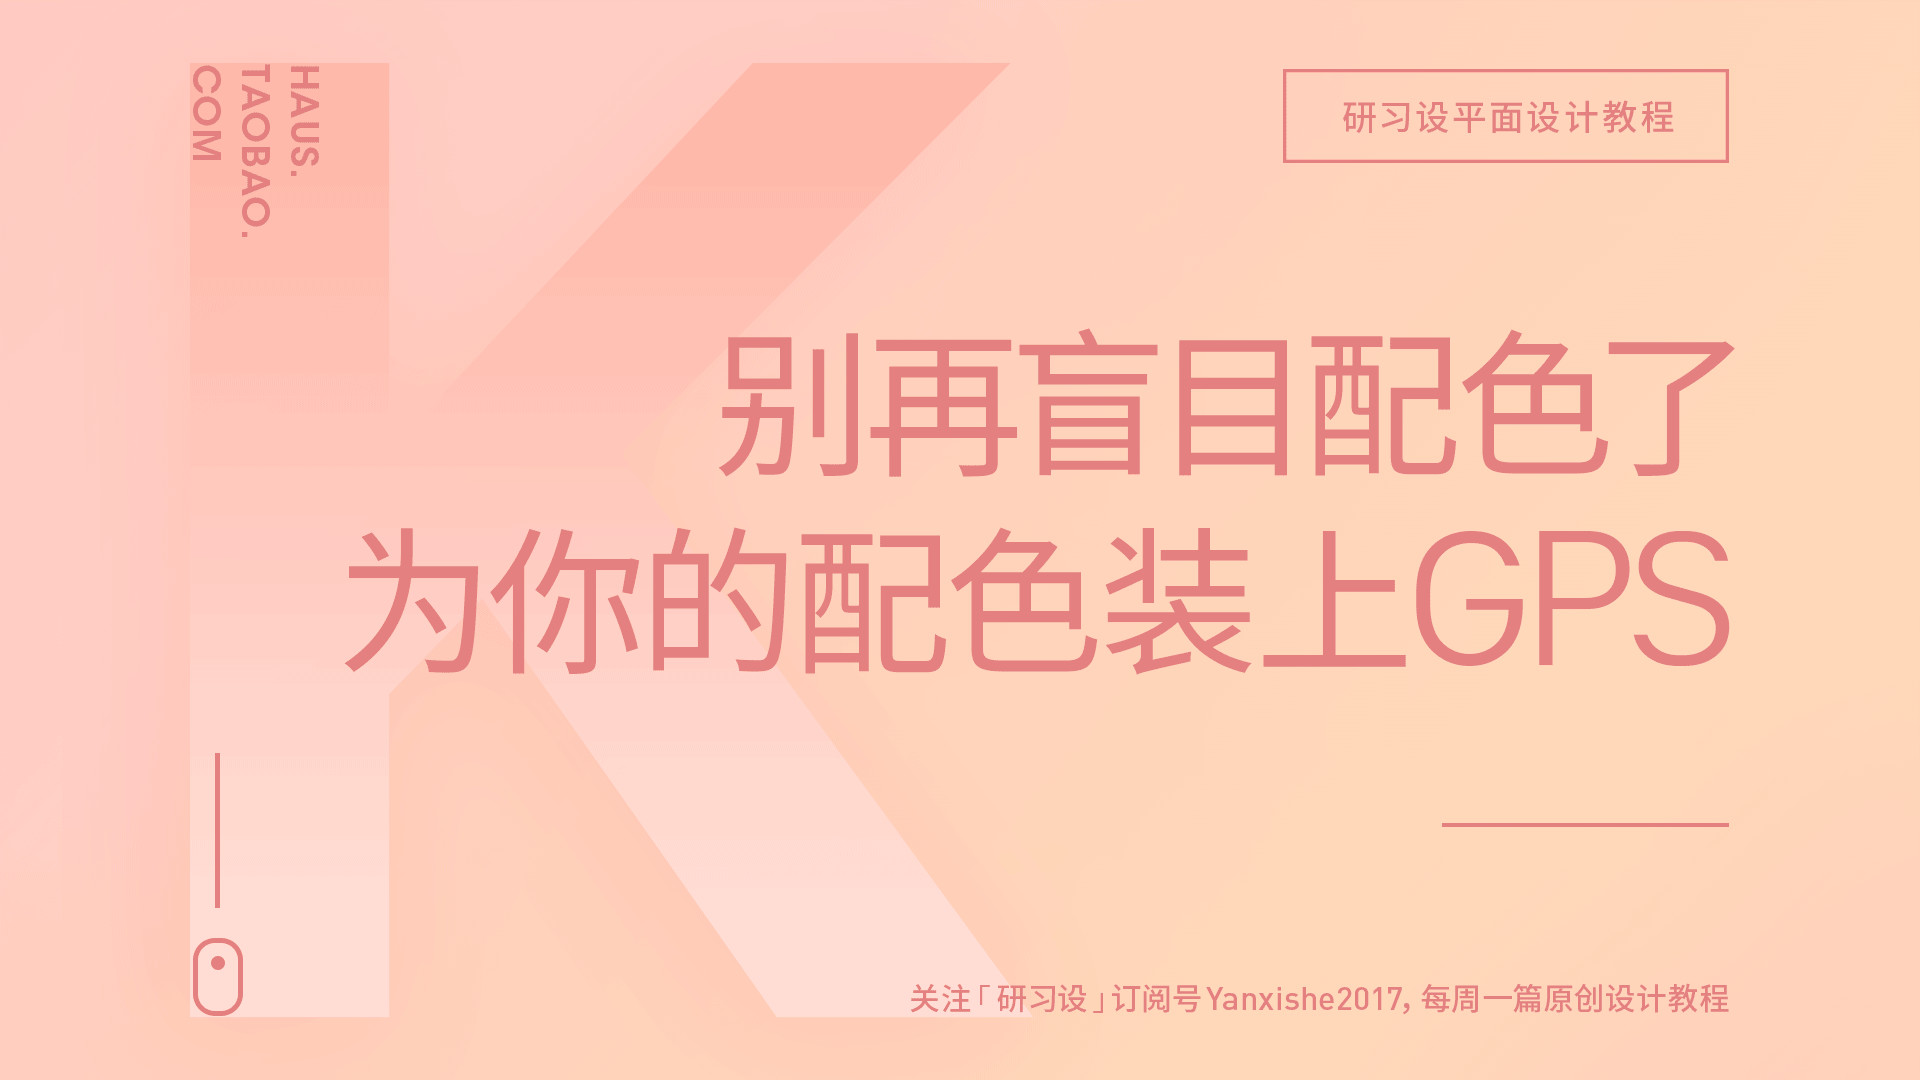 HAUS.
TAOBAO.
COM
研习设平面设计教程
K
别再盲目配色了
为你的配色装上GPS
关注「研习设」订阅号Yanxishe2017, 每周一篇原创设计教程